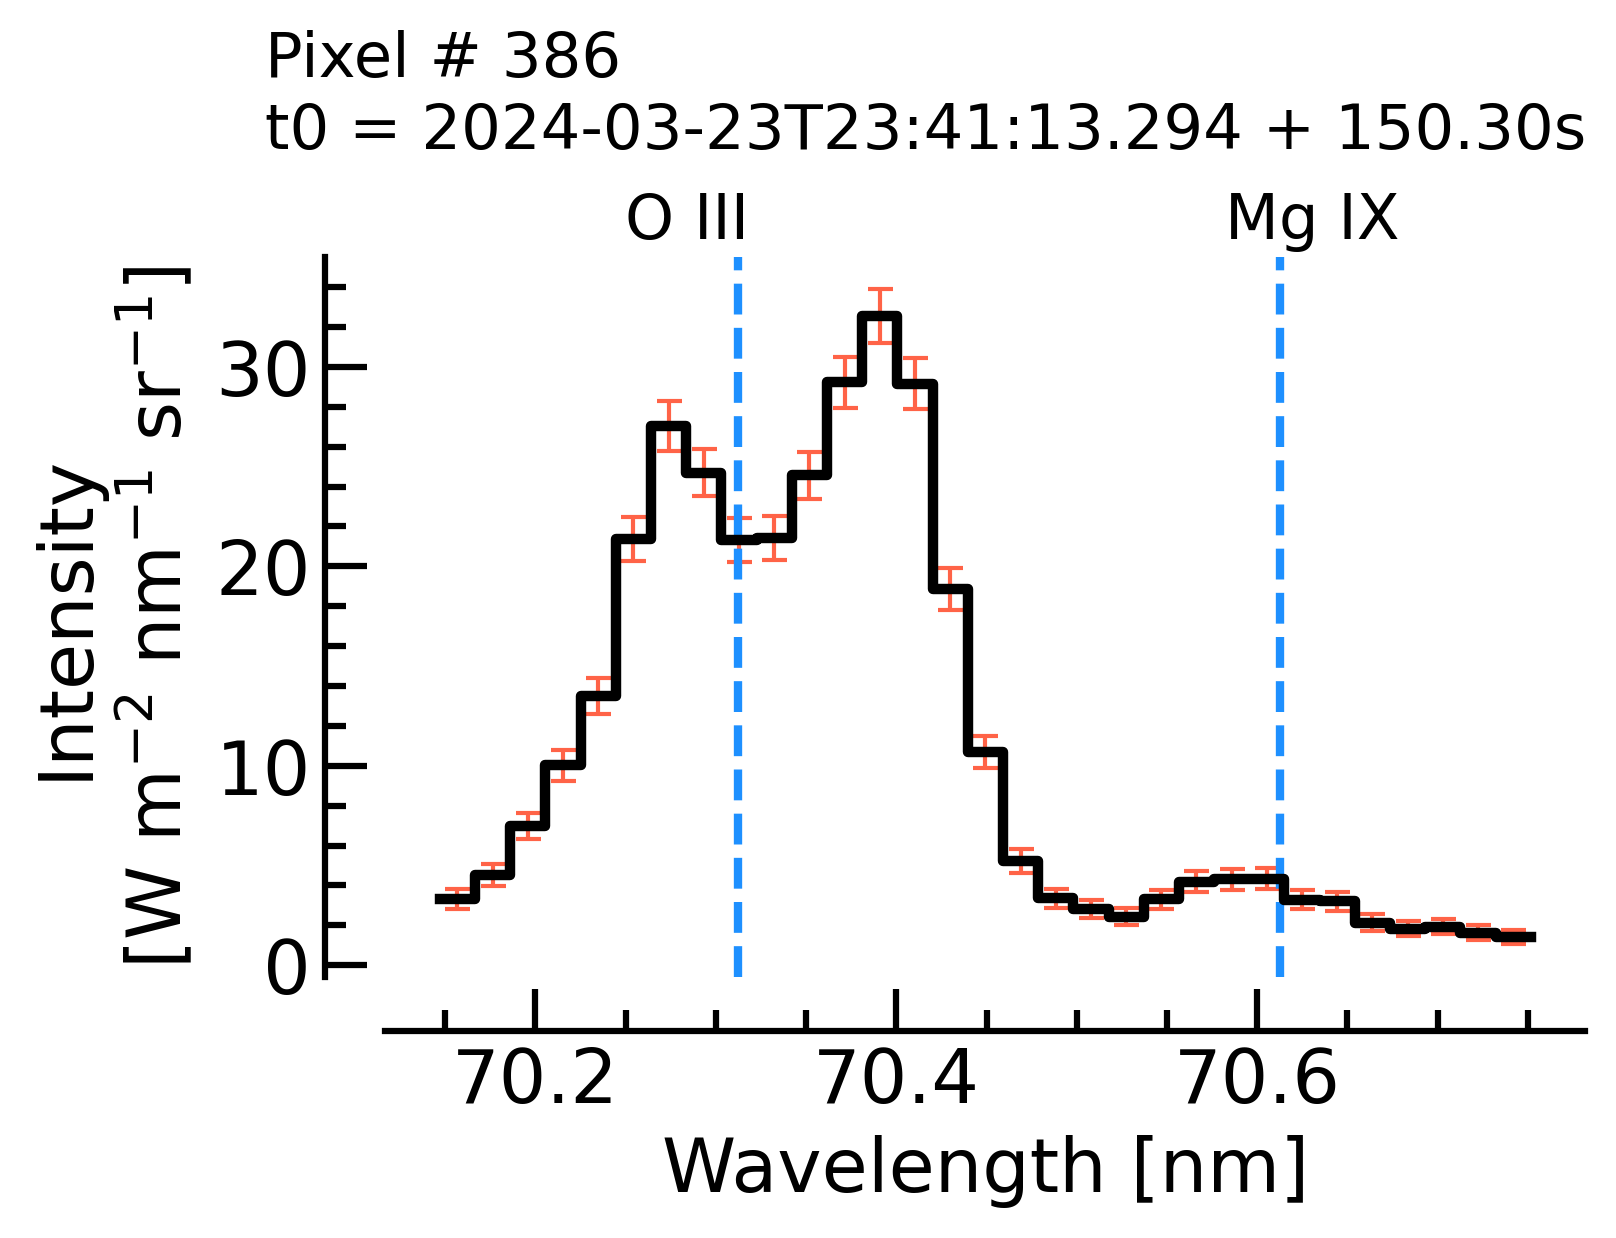 Pixel # 386
t0 = 2024-03-23T23:41:13.294 + 150.30s
O III
Mg IX
Intensity
[W m⁻² nm⁻¹ sr⁻¹]
30
20
10
0
70.2
70.4
70.6
Wavelength [nm]